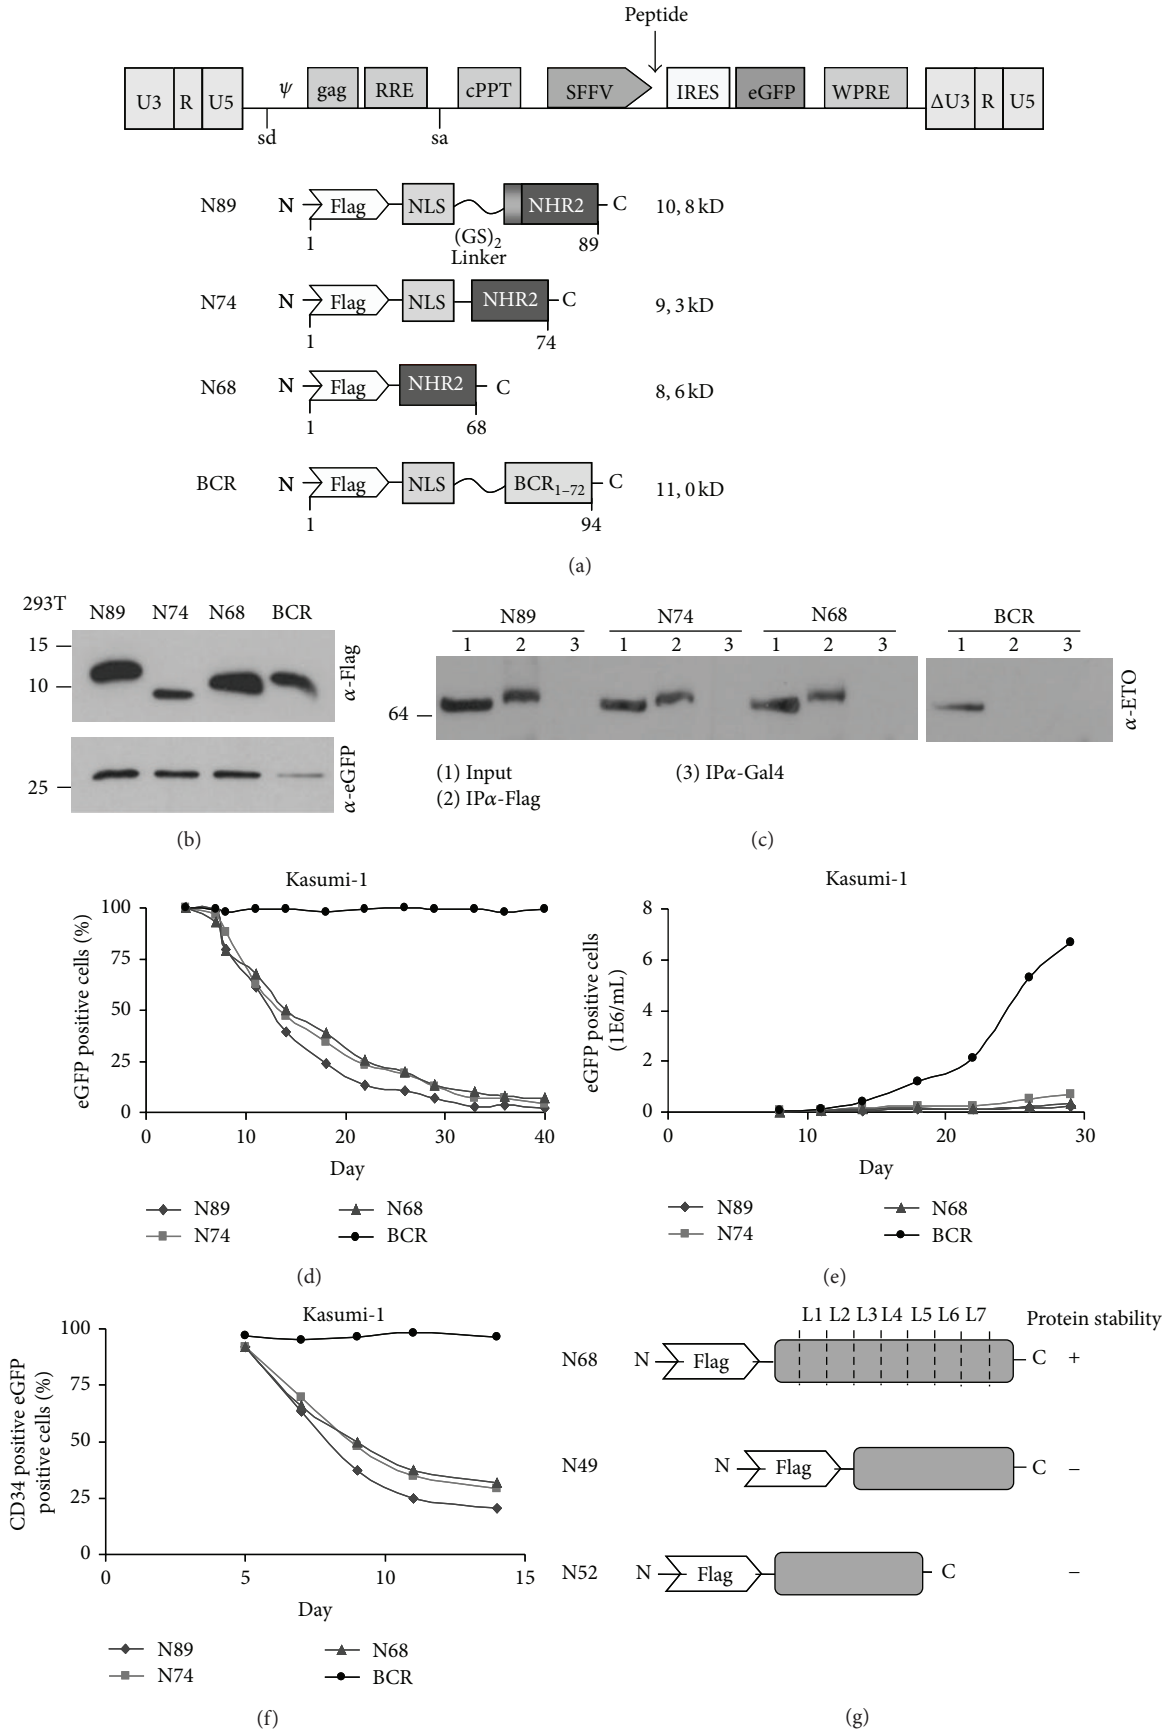 Peptide
U3 R U5 ψ gag RRE cPPT SFFV IRES eGFP WPRE ΔU3 R U5
sd sa
N89 N Flag NLS NHR2 C 10, 8 kD
1 (GS)2 89
Linker
N74 N Flag NLS NHR2 C 9, 3 kD
1 74
N68 N Flag NHR2 C 8, 6 kD
1 68
BCR N Flag NLS BCR1–72 C 11, 0 kD
1 94
(a)
293T N89 N74 N68 BCR
15
10
α-Flag
25
α-eGFP
(b)
N89 N74 N68 BCR
1 2 3 1 2 3 1 2 3 1 2 3
64
α-ETO
(1) Input (3) IPα-Gal4
(2) IPα-Flag
(c)
Kasumi-1
100
75
50
25
0
eGFP positive cells (%)
0 10 20 30 40
Day
N89 N68
N74 BCR
(d)
Kasumi-1
8
6
4
2
0
eGFP positive cells
(1E6/mL)
0 10 20 30
Day
N89 N68
N74 BCR
(e)
Kasumi-1
100
75
50
25
0
CD34 positive eGFP
positive cells (%)
0 5 10 15
Day
N89 N68
N74 BCR
(f)
L1 L2 L3 L4 L5 L6 L7 Protein stability
N68 N Flag C +
N49 N Flag C −
N52 N Flag C −
(g)